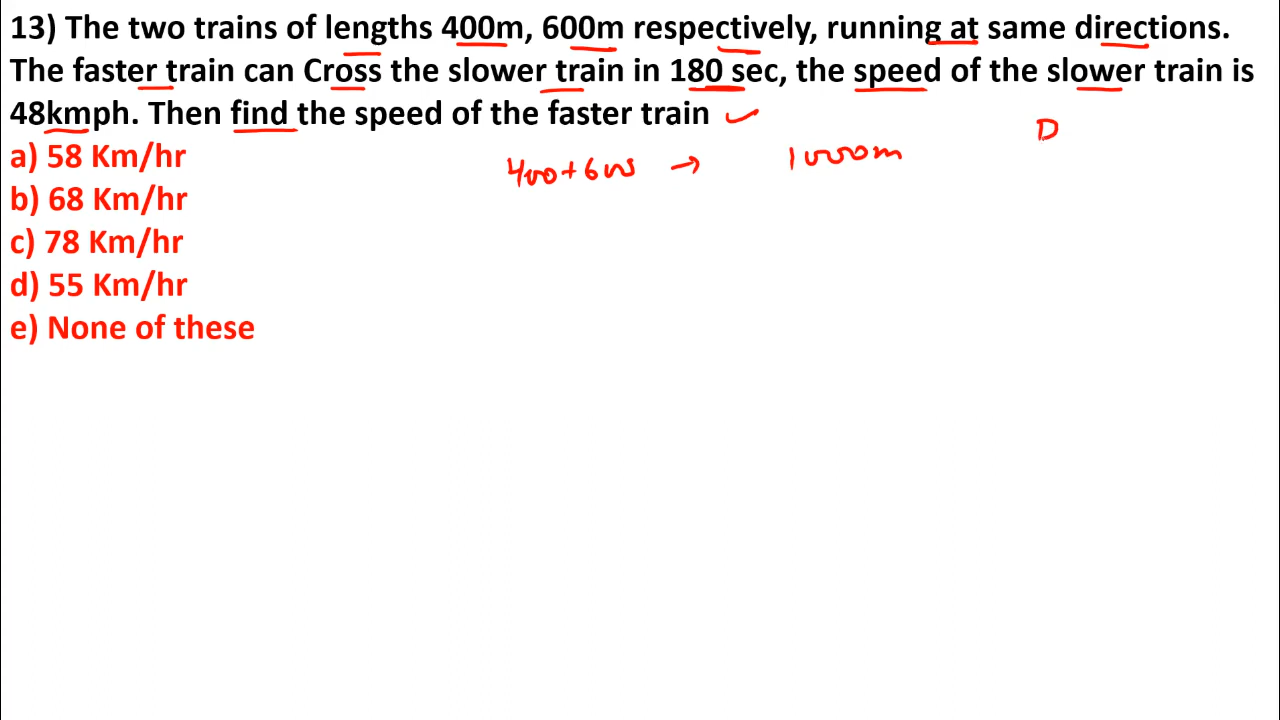 13) The two trains of lengths 400m, 600m respectively, running at same directions.
The faster train can Cross the slower train in 180 sec, the speed of the slower train is
48kmph. Then find the speed of the faster train
D
a) 58 Km/hr
400+600 → 1000m
b) 68 Km/hr
c) 78 Km/hr
d) 55 Km/hr
e) None of these